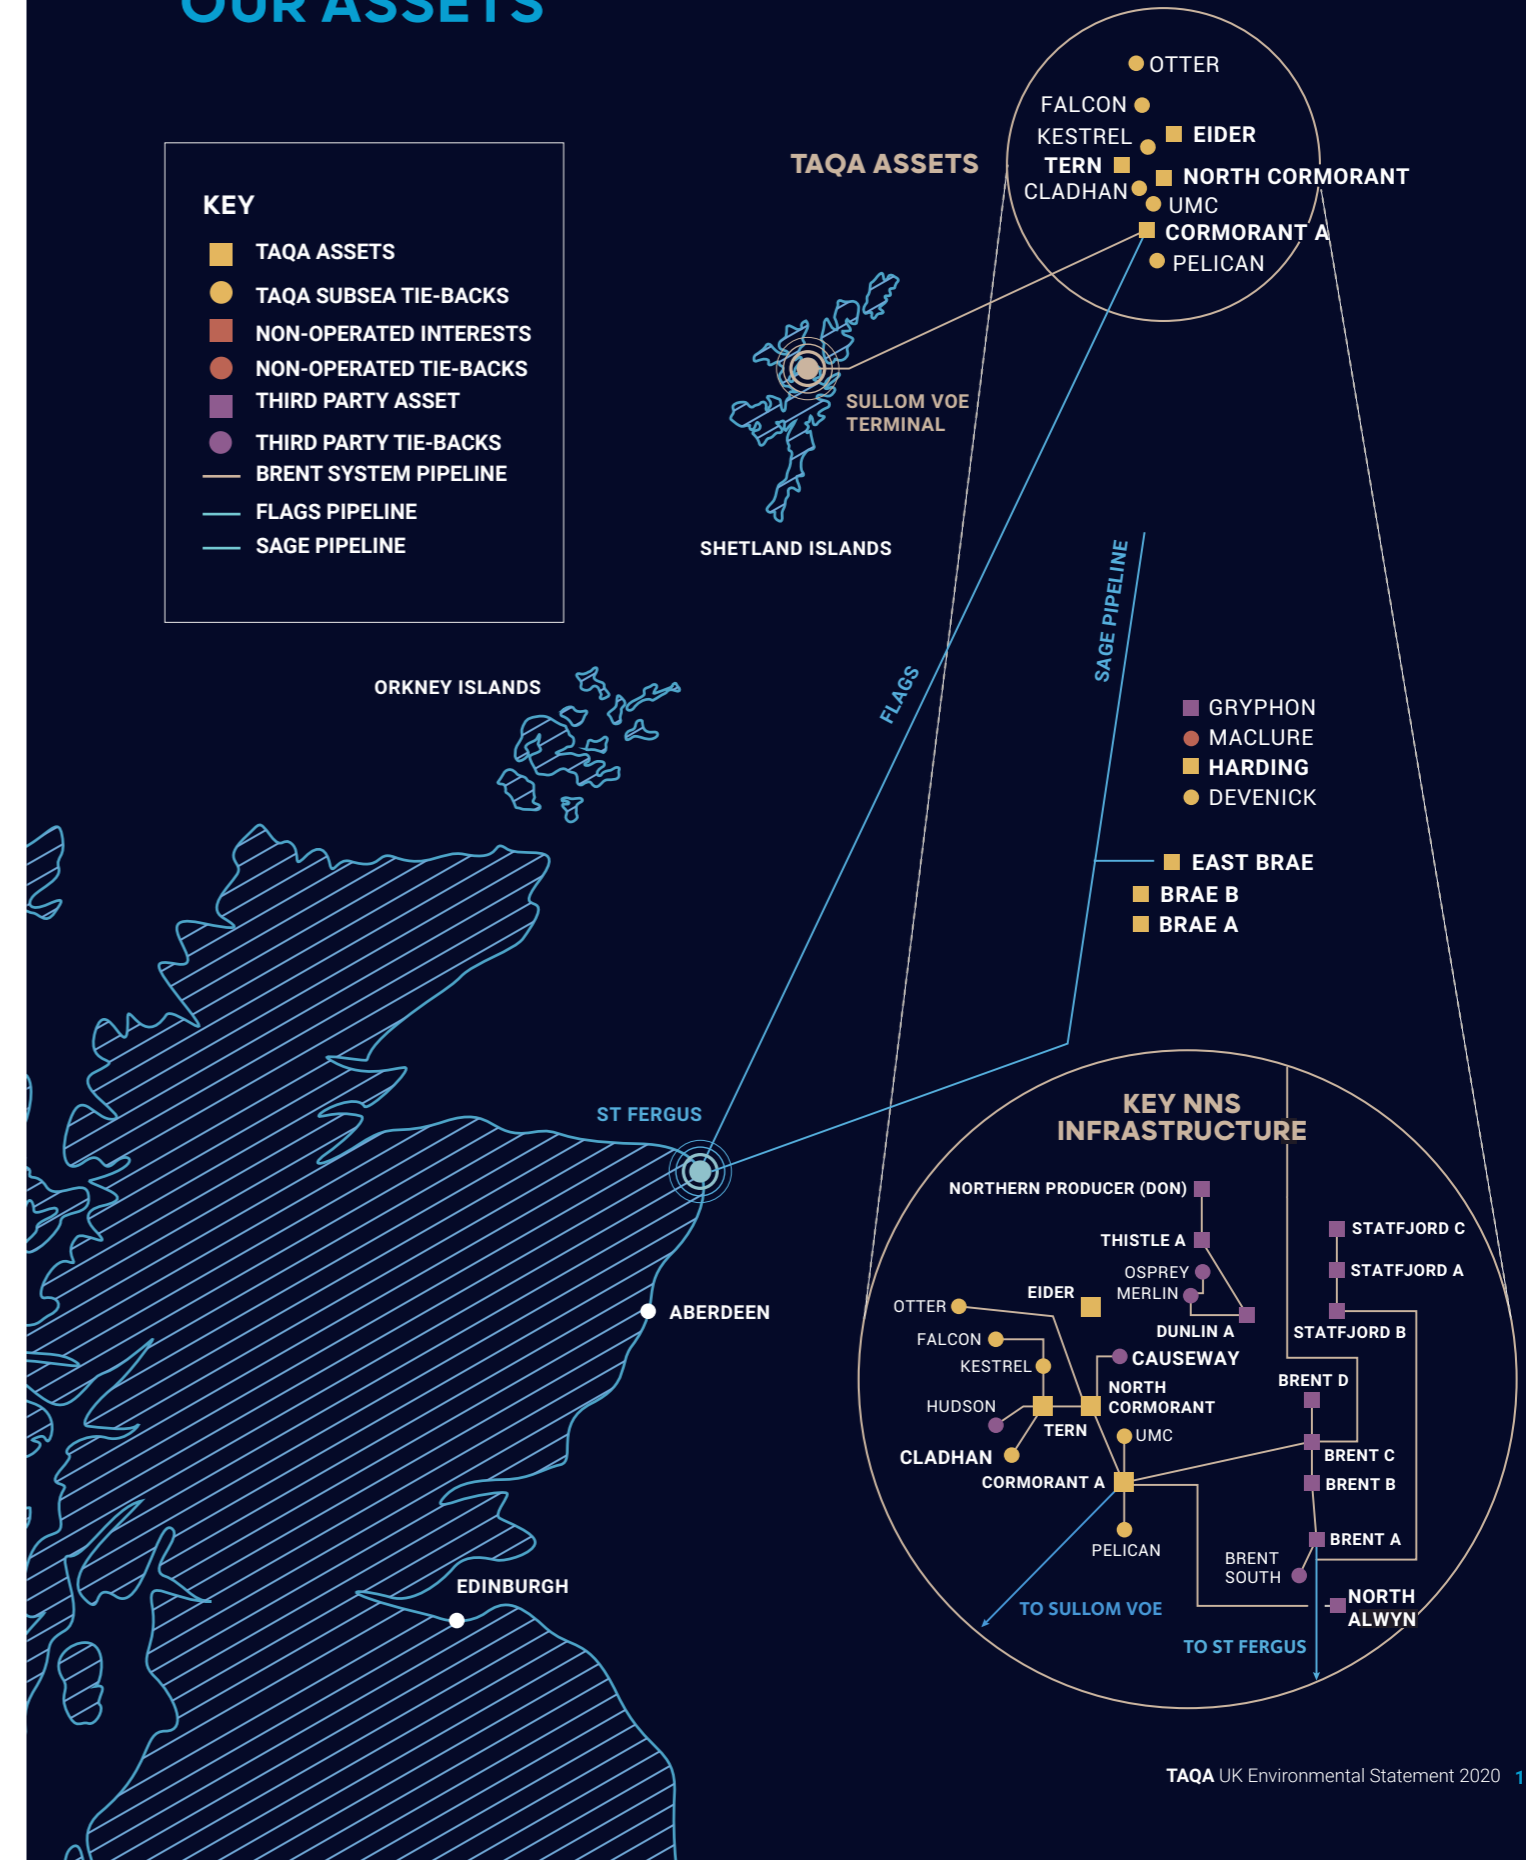 OUR ASSETS
KEY
TAQA ASSETS
TAQA SUBSEA TIE-BACKS
NON-OPERATED INTERESTS
NON-OPERATED TIE-BACKS
THIRD PARTY ASSET
THIRD PARTY TIE-BACKS
BRENT SYSTEM PIPELINE
FLAGS PIPELINE
SAGE PIPELINE
TAQA ASSETS
OTTER
FALCON
KESTREL
EIDER
TERN
NORTH CORMORANT
CLADHAN
UMC
CORMORANT A
PELICAN
SULLOM VOE
TERMINAL
SHETLAND ISLANDS
ORKNEY ISLANDS
FLAGS
SAGE PIPELINE
GRYPHON
MACLURE
HARDING
DEVENICK
EAST BRAE
BRAE B
BRAE A
ST FERGUS
ABERDEEN
EDINBURGH
KEY NNS
INFRASTRUCTURE
NORTHERN PRODUCER (DON)
THISTLE A
OSPREY
MERLIN
DUNLIN A
STATFJORD C
STATFJORD A
STATFJORD B
EIDER
OTTER
FALCON
KESTREL
CAUSEWAY
NORTH
CORMORANT
HUDSON
TERN
CLADHAN
UMC
CORMORANT A
PELICAN
BRENT D
BRENT C
BRENT B
BRENT A
BRENT
SOUTH
NORTH
ALWYN
TO SULLOM VOE
TO ST FERGUS
TAQA UK Environmental Statement 2020 1